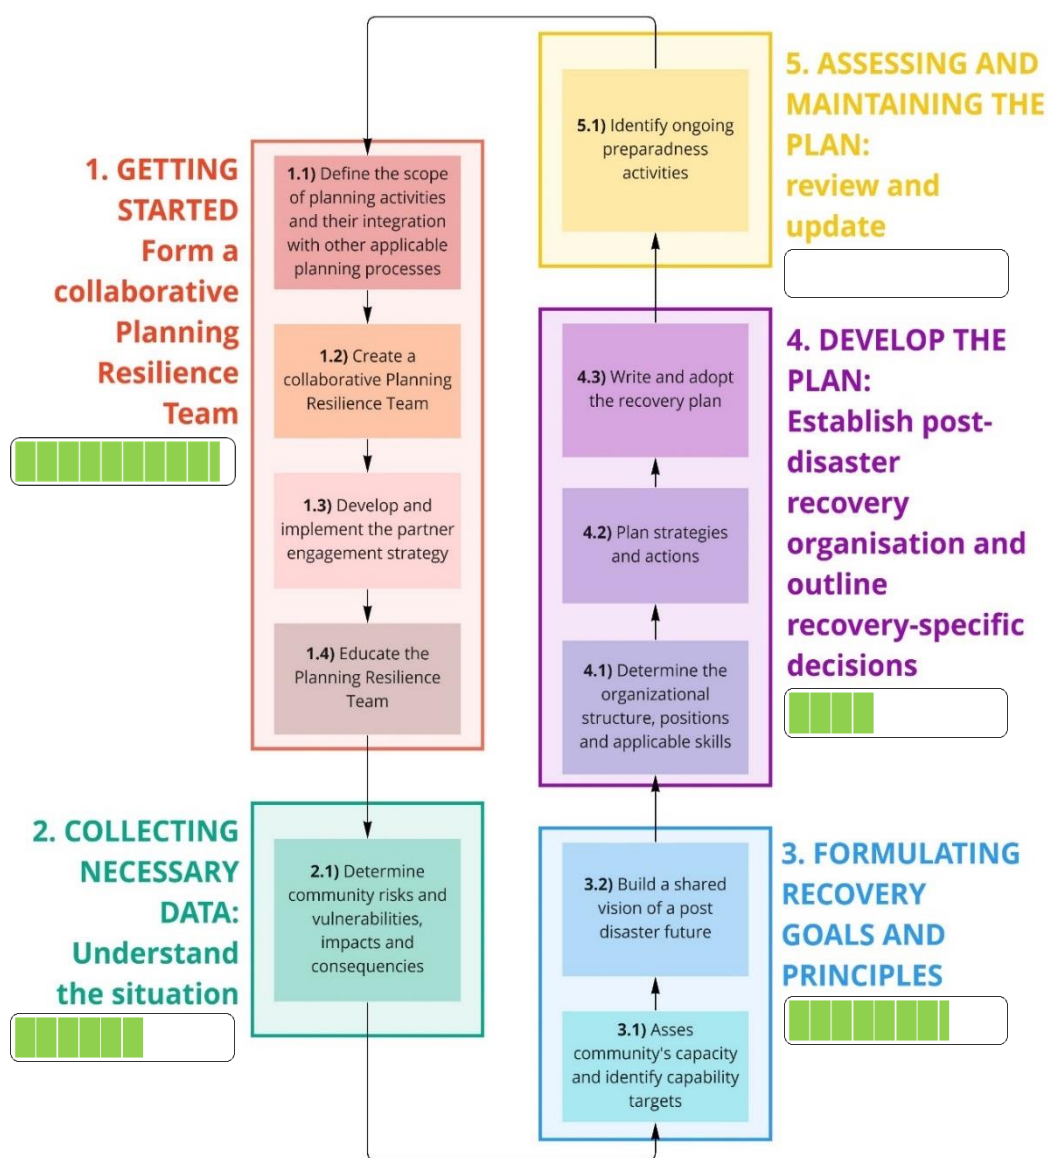 1. GETTING
STARTED
Form a
collaborative
Planning
Resilience
Team
1.1) Define the scope
of planning activities
and their integration
with other applicable
planning processes
1.2) Create a
collaborative Planning
Resilience Team
1.3) Develop and
implement the partner
engagement strategy
1.4) Educate the
Planning Resilience
Team
2. COLLECTING
NECESSARY
DATA:
Understand
the situation
2.1) Determine
community risks and
vulnerabilities,
impacts and
consequencies
3. FORMULATING
RECOVERY
GOALS AND
PRINCIPLES
3.2) Build a shared
vision of a post
disaster future
3.1) Asses
community's capacity
and identify capability
targets
4. DEVELOP THE
PLAN:
Establish post-
disaster
recovery
organisation and
outline
recovery-specific
decisions
4.3) Write and adopt
the recovery plan
4.2) Plan strategies
and actions
4.1) Determine the
organizational
structure, positions
and applicable skills
5. ASSESSING AND
MAINTAINING THE
PLAN:
review and
update
5.1) Identify ongoing
preparadness
activities